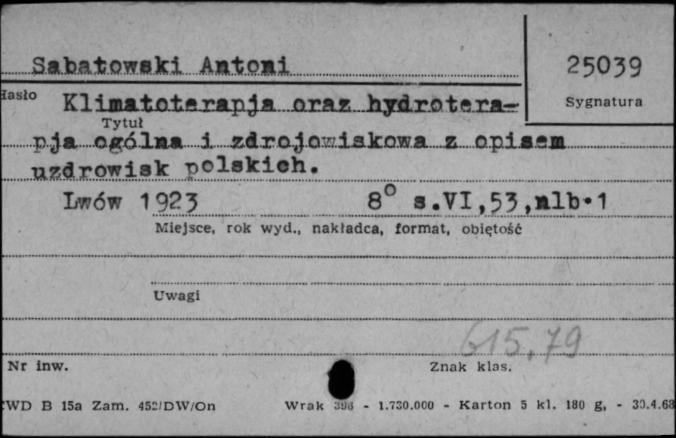 Sabatowski Antoni
25039
Hasło
Sygnatura
Klimatoterapja oraz hydrotera-
Tytuł
pja ogólna i zdrojowiskowa z opisem
uzdrowisk polskich.
Lwów 1923 8° s.VI,53,nlb.1
Miejsce, rok wyd., nakładca, format, objętość
Uwagi
615.79
Nr inw. Znak klas.
WD B 15a Zam. 452/DW/On Wrak 398 - 1.730.000 - Karton 5 kl. 180 g, - 30.4.68